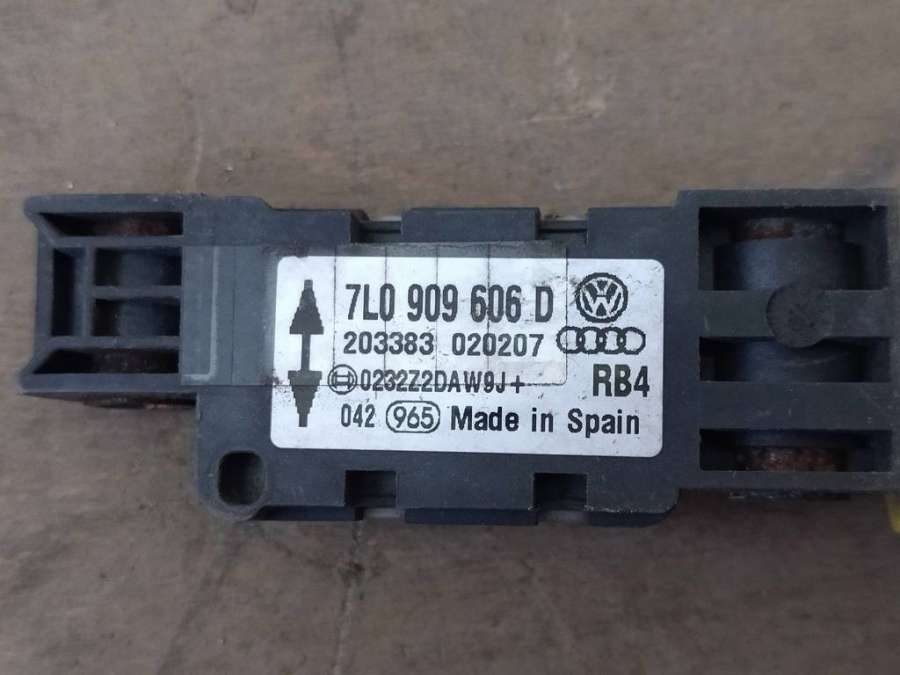 7L0 909 606 D
203383 020207
0232Z2DAW9J+ RB4
042 965 Made in Spain